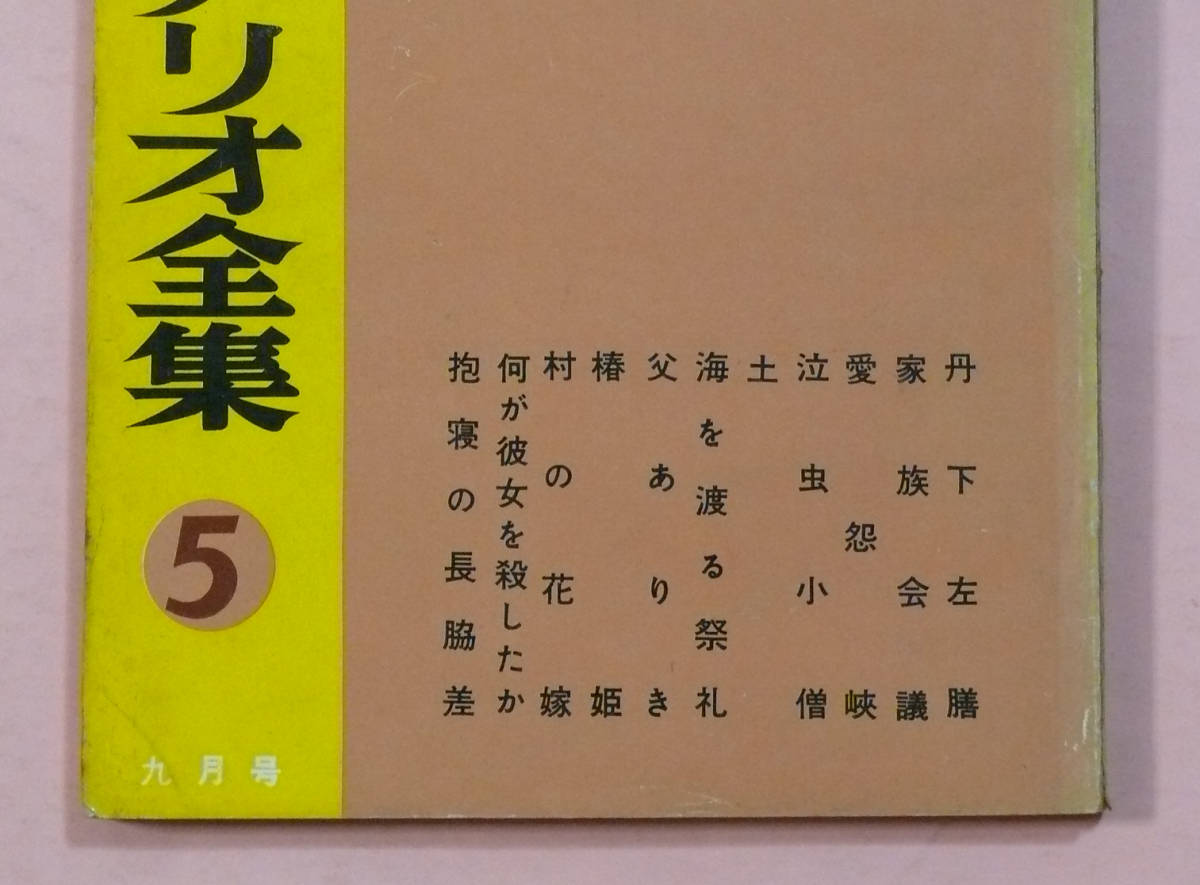 丹下左膳
家族会議
愛怨峡
泣虫小僧
土
海を渡る祭礼
父ありき
椿姫
村の花嫁
何が彼女を殺したか
抱寝の長脇差
リオ全集
5
九月号